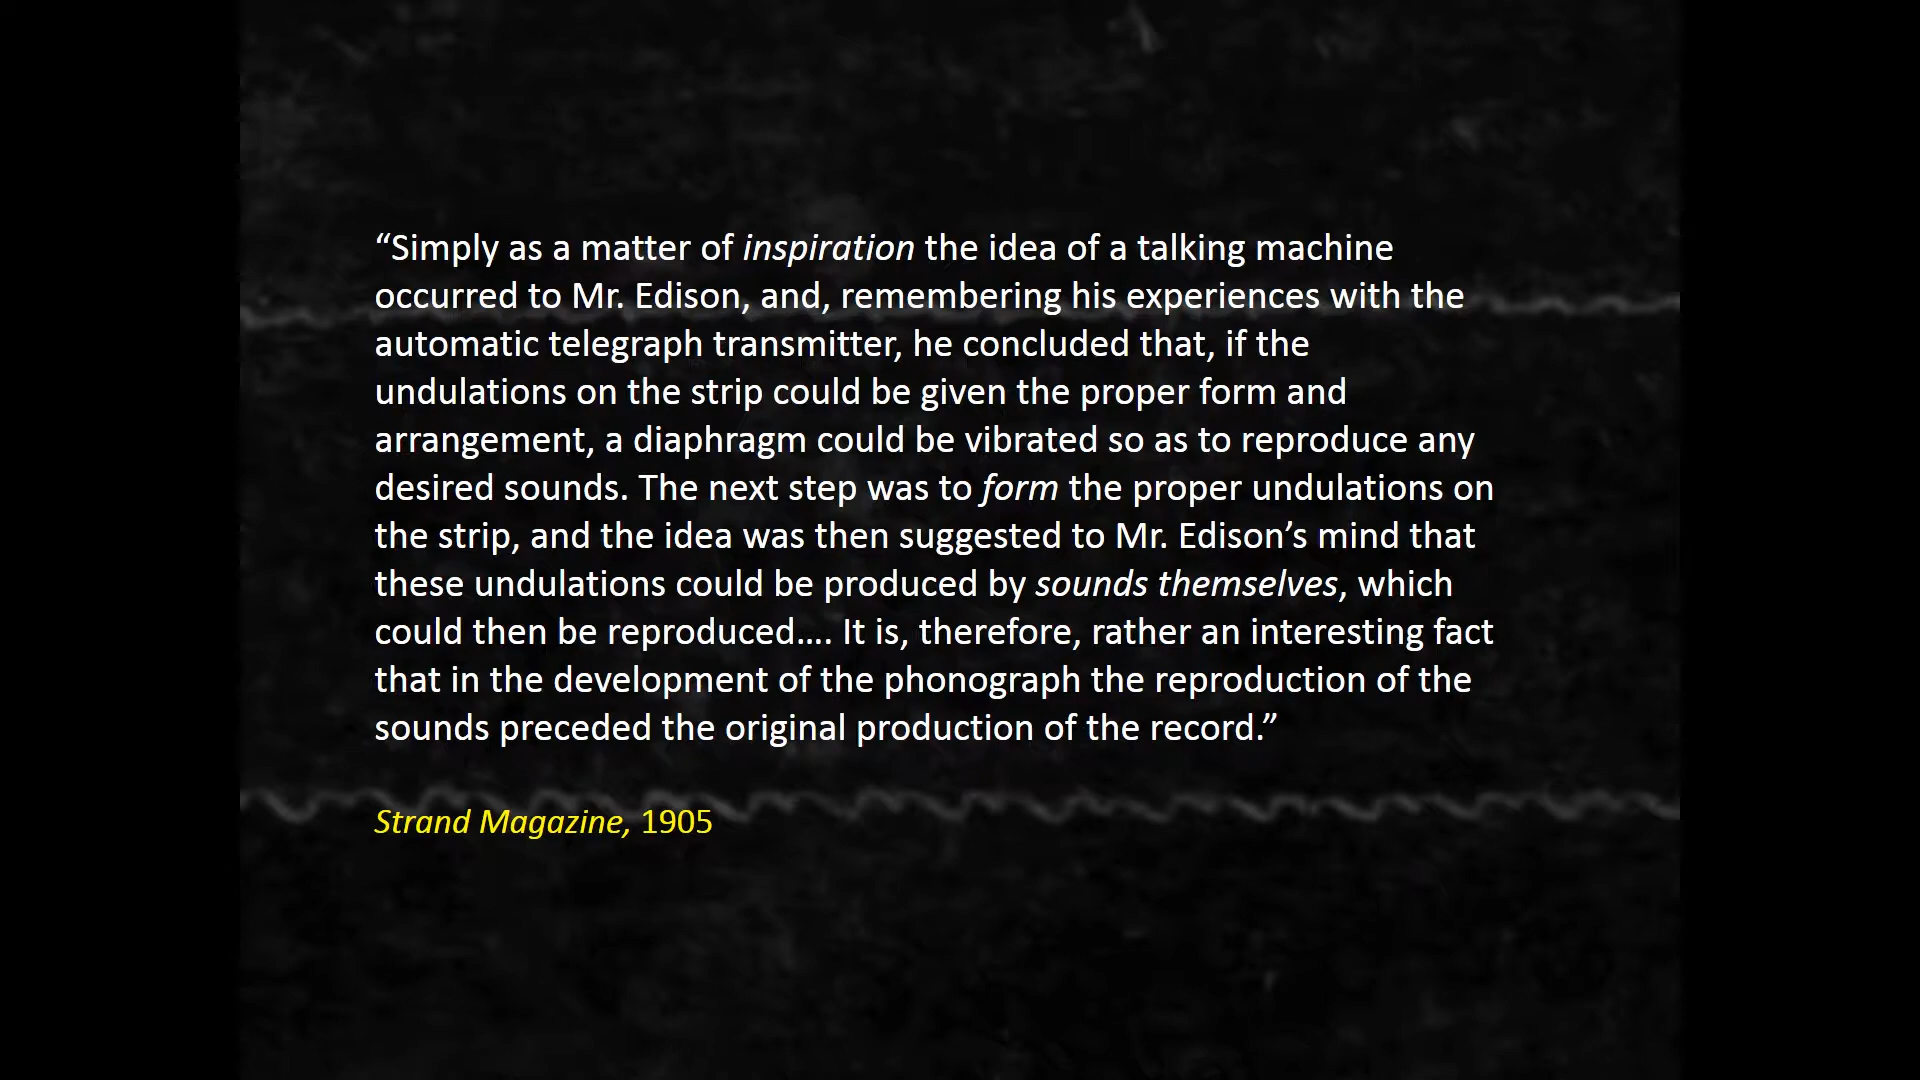 “Simply as a matter of inspiration the idea of a talking machine
occurred to Mr. Edison, and, remembering his experiences with the
automatic telegraph transmitter, he concluded that, if the
undulations on the strip could be given the proper form and
arrangement, a diaphragm could be vibrated so as to reproduce any
desired sounds. The next step was to form the proper undulations on
the strip, and the idea was then suggested to Mr. Edison’s mind that
these undulations could be produced by sounds themselves, which
could then be reproduced…. It is, therefore, rather an interesting fact
that in the development of the phonograph the reproduction of the
sounds preceded the original production of the record.”
Strand Magazine, 1905